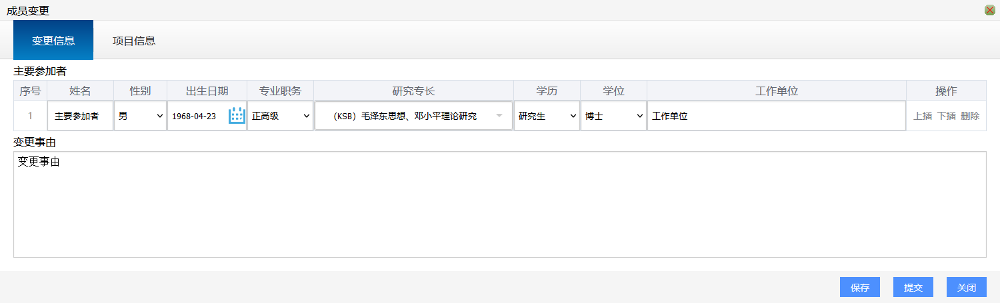 成员变更
变更信息 项目信息
主要参加者
序号 姓名 性别 出生日期 专业职务 研究专长 学历 学位 工作单位 操作
1 主要参加者 男 1968-04-23 正高级 （KSB）毛泽东思想、邓小平理论研究 研究生 博士 工作单位 上插 下插 删除
变更事由
变更事由
保存 提交 关闭